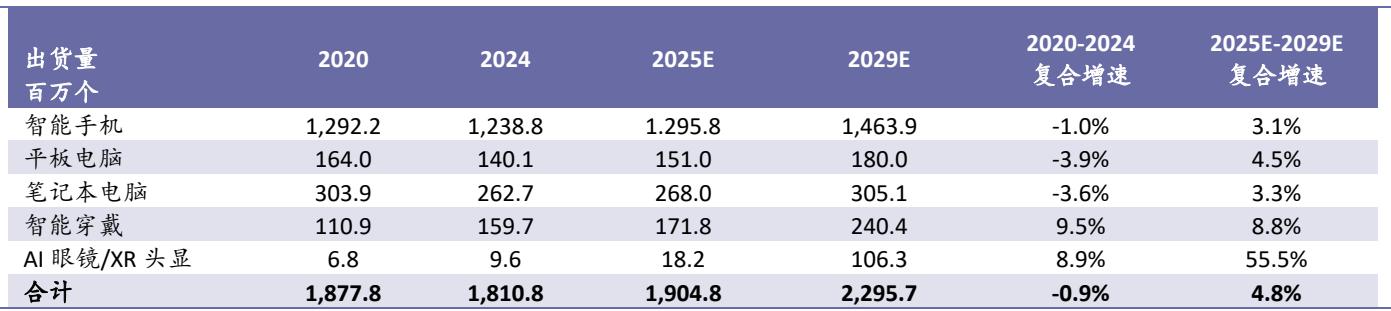 出货量 百万个 2020 2024 2025E 2029E 2020-2024 复合增速 2025E-2029E 复合增速
智能手机 1,292.2 1,238.8 1.295.8 1,463.9 -1.0% 3.1%
平板电脑 164.0 140.1 151.0 180.0 -3.9% 4.5%
笔记本电脑 303.9 262.7 268.0 305.1 -3.6% 3.3%
智能穿戴 110.9 159.7 171.8 240.4 9.5% 8.8%
AI 眼镜/XR 头显 6.8 9.6 18.2 106.3 8.9% 55.5%
合计 1,877.8 1,810.8 1,904.8 2,295.7 -0.9% 4.8%